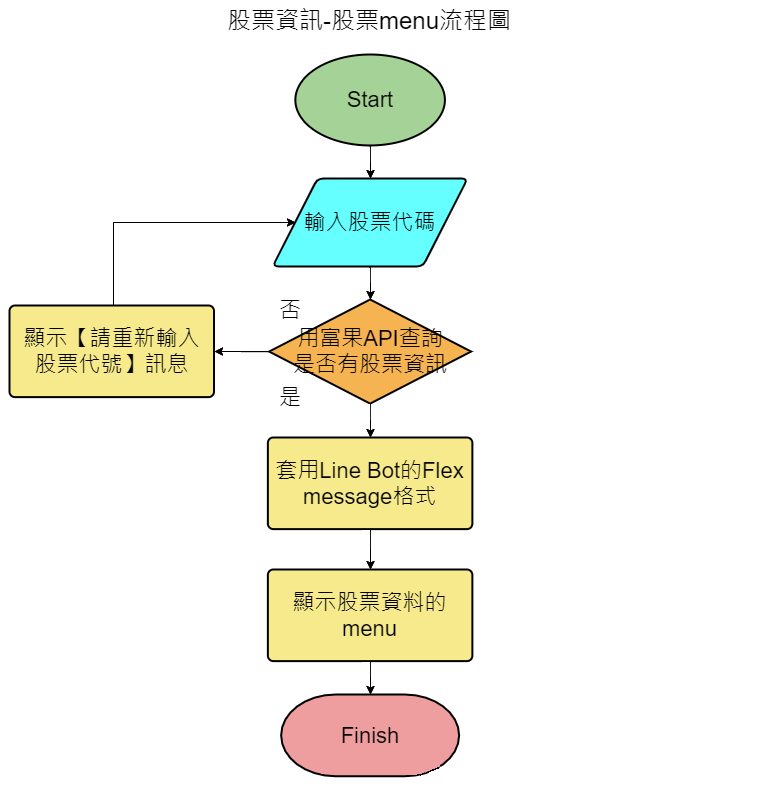 股票資訊-股票menu流程圖
Start
輸入股票代碼
否
用富果API查詢
是否有股票資訊
顯示【請重新輸入
股票代號】訊息
是
套用Line Bot的Flex
message格式
顯示股票資料的
menu
Finish